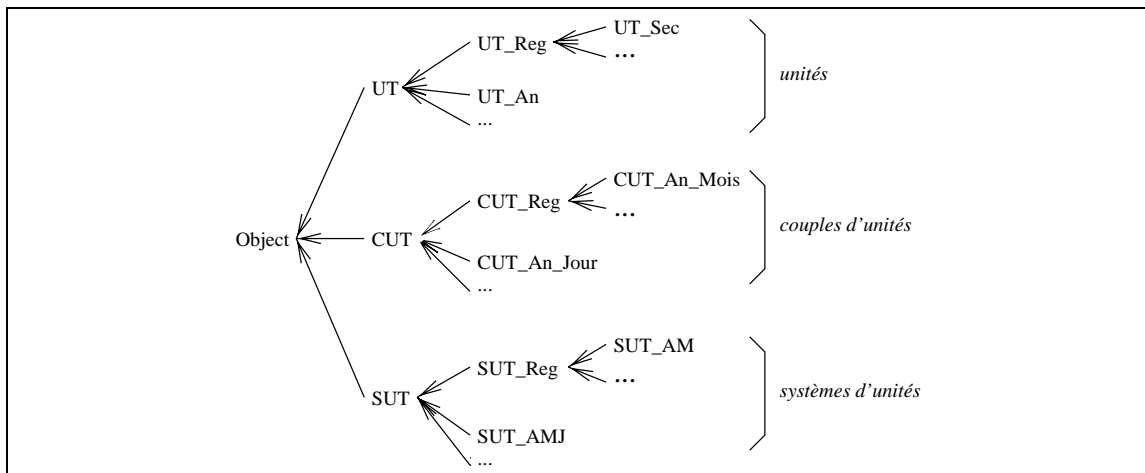 UT_Sec
UT_Reg
...
unités
UT
UT_An
...
CUT_An_Mois
CUT_Reg
...
couples d'unités
Object
CUT
CUT_An_Jour
...
SUT_AM
SUT_Reg
...
systèmes d'unités
SUT
SUT_AMJ
...